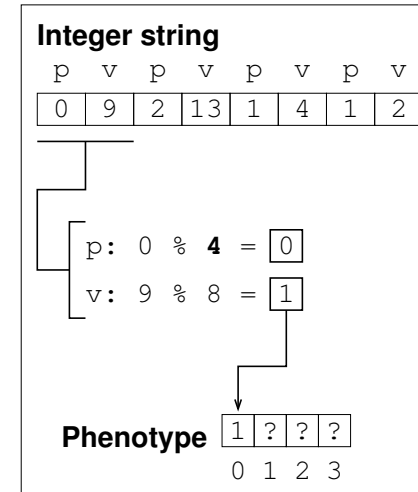 Integer string
p v p v p v p v
0 9 2 13 1 4 1 2
p: 0 % 4 = 0
v: 9 % 8 = 1
Phenotype 1 ? ? ?
0 1 2 3